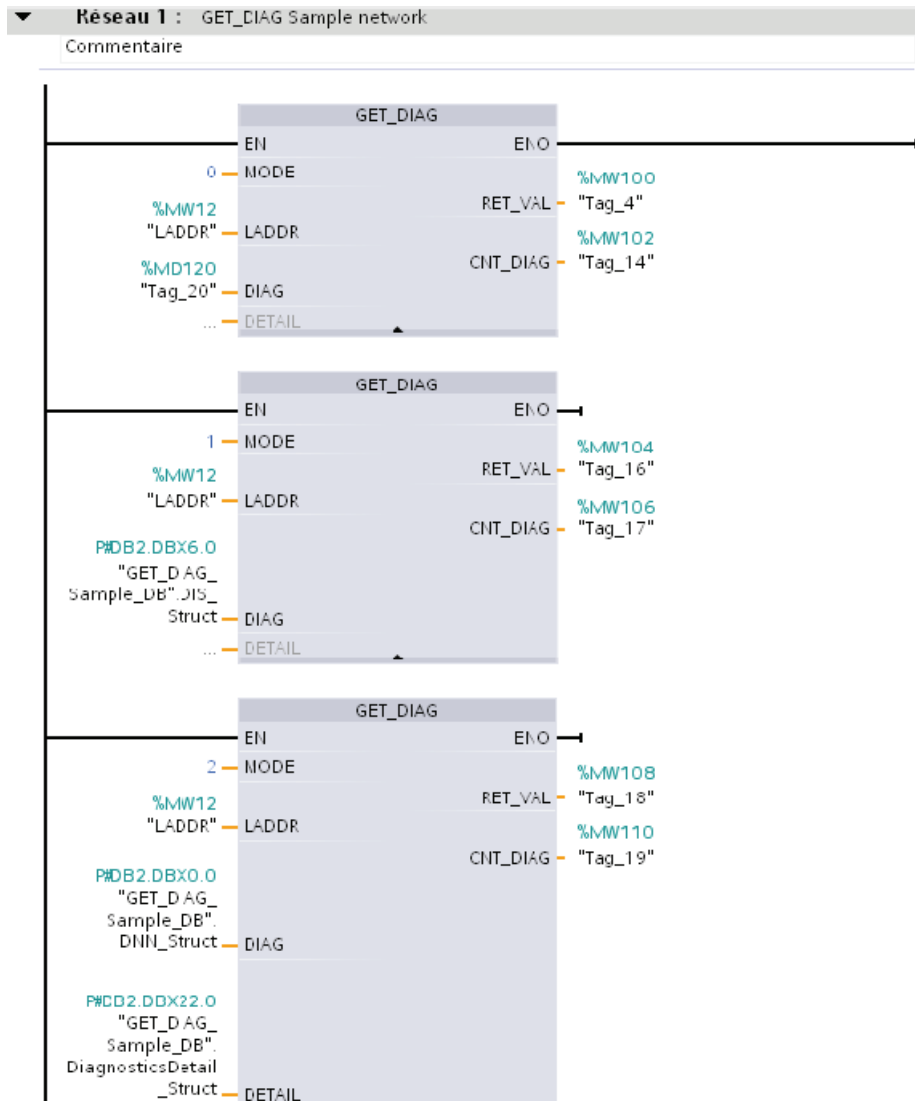 Réseau 1 : GET_DIAG Sample network
Commentaire
GET_DIAG
EN ENO
0 MODE
%MW100
RET_VAL "Tag_4"
%MW12
"LADDR" LADDR
%MW102
CNT_DIAG "Tag_14"
%MD120
"Tag_20" DIAG
... DETAIL
GET_DIAG
EN ENO
1 MODE
%MW104
RET_VAL "Tag_16"
%MW12
"LADDR" LADDR
%MW106
CNT_DIAG "Tag_17"
P#DB2.DBX6.0
"GET_DIAG_
Sample_DB".DIS_
Struct DIAG
... DETAIL
GET_DIAG
EN ENO
2 MODE
%MW108
RET_VAL "Tag_18"
%MW12
"LADDR" LADDR
%MW110
CNT_DIAG "Tag_19"
P#DB2.DBX0.0
"GET_DIAG_
Sample_DB".
DNN_Struct DIAG
P#DB2.DBX22.0
"GET_DIAG_
Sample_DB".
DiagnosticsDetail
_Struct DETAIL